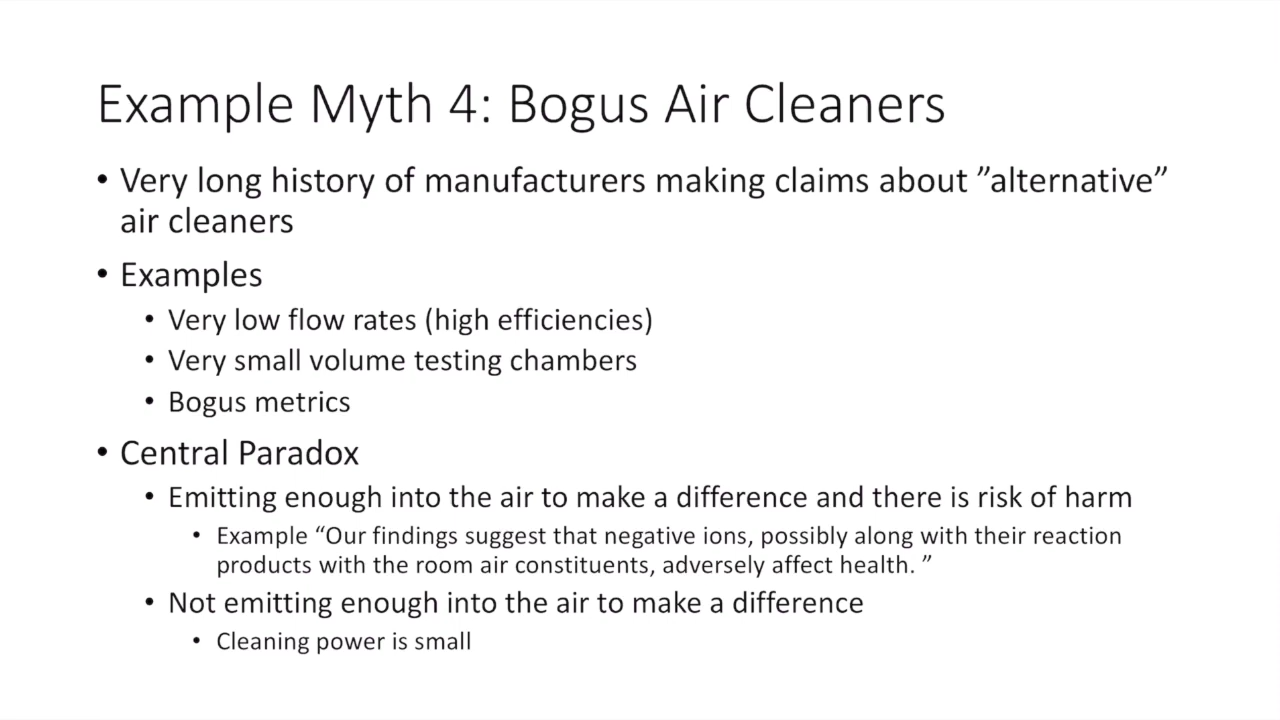 Example Myth 4: Bogus Air Cleaners
• Very long history of manufacturers making claims about ”alternative”
air cleaners
• Examples
• Very low flow rates (high efficiencies)
• Very small volume testing chambers
• Bogus metrics
• Central Paradox
• Emitting enough into the air to make a difference and there is risk of harm
• Example “Our findings suggest that negative ions, possibly along with their reaction
products with the room air constituents, adversely affect health. ”
• Not emitting enough into the air to make a difference
• Cleaning power is small